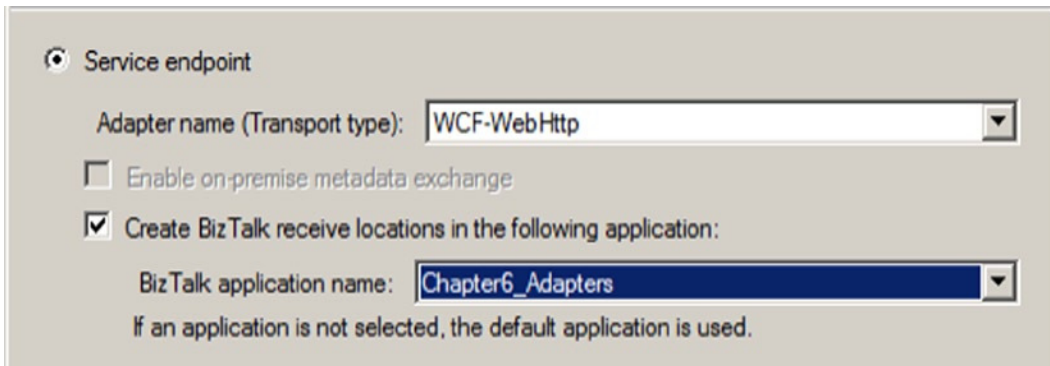 Service endpoint
Adapter name (Transport type): WCF-WebHttp
Enable on-premise metadata exchange
Create BizTalk receive locations in the following application:
BizTalk application name: Chapter6_Adapters
If an application is not selected, the default application is used.